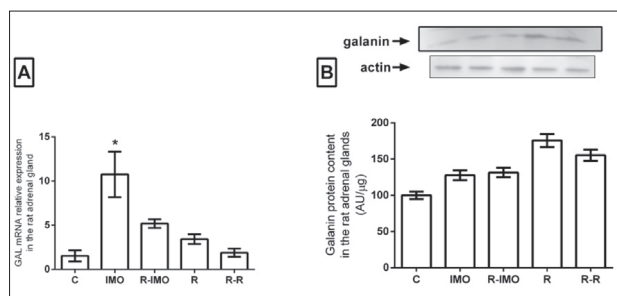 A
GAL mRNA relative expression
in the rat adrenal gland
15
10
5
0
*
C IMO R-IMO R R-R
B
galanin
actin
Galanin protein content
in the rat adrenal glands
(AU/µg)
200
150
100
50
0
C IMO R-IMO R R-R